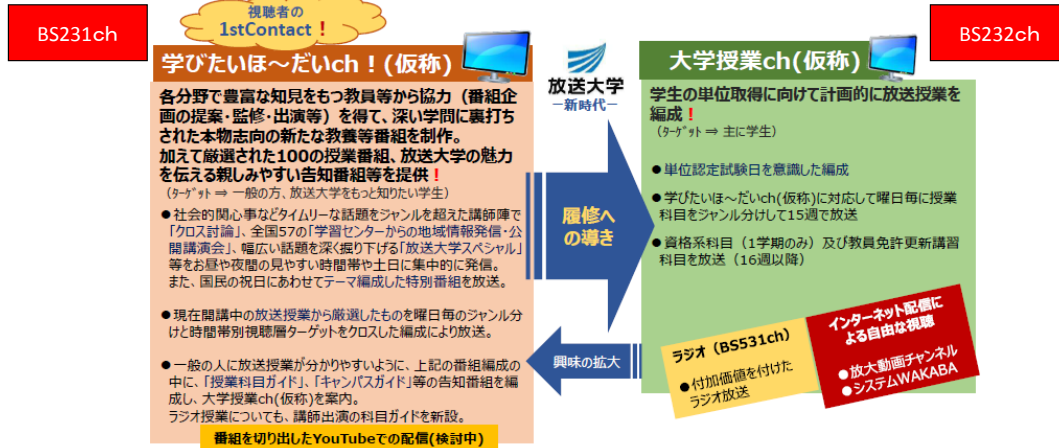 BS231ch
視聴者の
1stContact！
学びたいほ～だいch！(仮称)
各分野で豊富な知見をもつ教員等から協力（番組企
画の提案・監修・出演等）を得て、深い学問に裏打ち
された本物志向の新たな教養等番組を制作。
加えて厳選された100の授業番組、放送大学の魅力
を伝える親しみやすい告知番組等を提供！
（ﾀｰｹﾞｯﾄ ⇒ 一般の方、放送大学をもっと知りたい学生）
●社会的関心事などタイムリーな話題をジャンルを超えた講師陣で
「クロス討論」、全国57の「学習センターからの地域情報発信・公
開講演会」、幅広い話題を深く掘り下げる「放送大学スペシャル」
等をお昼や夜間の見やすい時間帯や土日に集中的に発信。
また、国民の祝日にあわせてテーマ編成した特別番組を放送。
●現在開講中の放送授業から厳選したものを曜日毎のジャンル分
けと時間帯別視聴層ターゲットをクロスした編成により放送。
●一般の人に放送授業が分かりやすいように、上記の番組編成の
中に、「授業科目ガイド」、「キャンパスガイド」等の告知番組を編
成し、大学授業ch(仮称)を案内。
ラジオ授業についても、講師出演の科目ガイドを新設。
番組を切り出したYouTubeでの配信(検討中)
放送大学
－新時代－
履修へ
の導き
興味の拡大
BS232ch
大学授業ch(仮称)
学生の単位取得に向けて計画的に放送授業を
編成！
（ﾀｰｹﾞｯﾄ ⇒ 主に学生）
●単位認定試験日を意識した編成
●学びたいほ～だいch(仮称)に対応して曜日毎に授業
科目をジャンル分けして15週で放送
●資格系科目（1学期のみ）及び教員免許更新講習
科目を放送（16週以降）
ラジオ（BS531ch）
●付加価値を付けた
ラジオ放送
インターネット配信に
よる自由な視聴
●放大動画チャンネル
●システムWAKABA